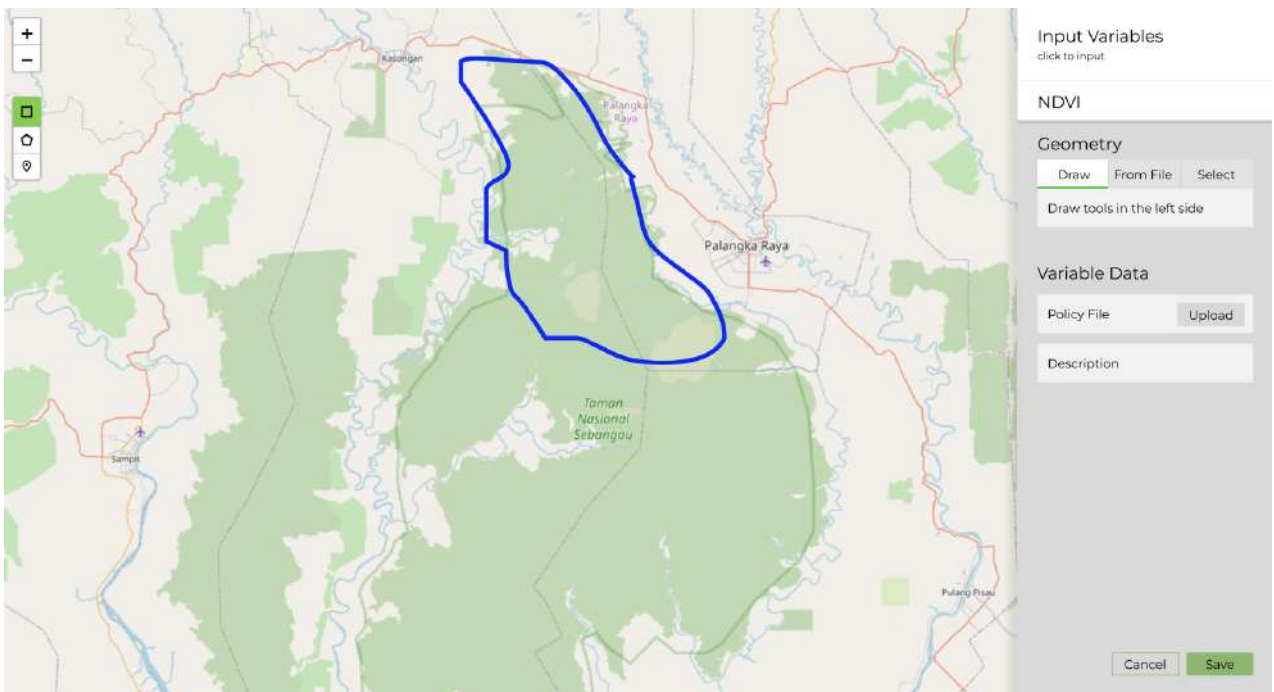 +
−
Kasongan
Palangka
Raya
Palangka Raya
Taman
Nasional
Sebangau
Sampit
Pulang Pisau
Input Variables
click to input
NDVI
Geometry
Draw
From File
Select
Draw tools in the left side
Variable Data
Policy File
Upload
Description
Cancel
Save